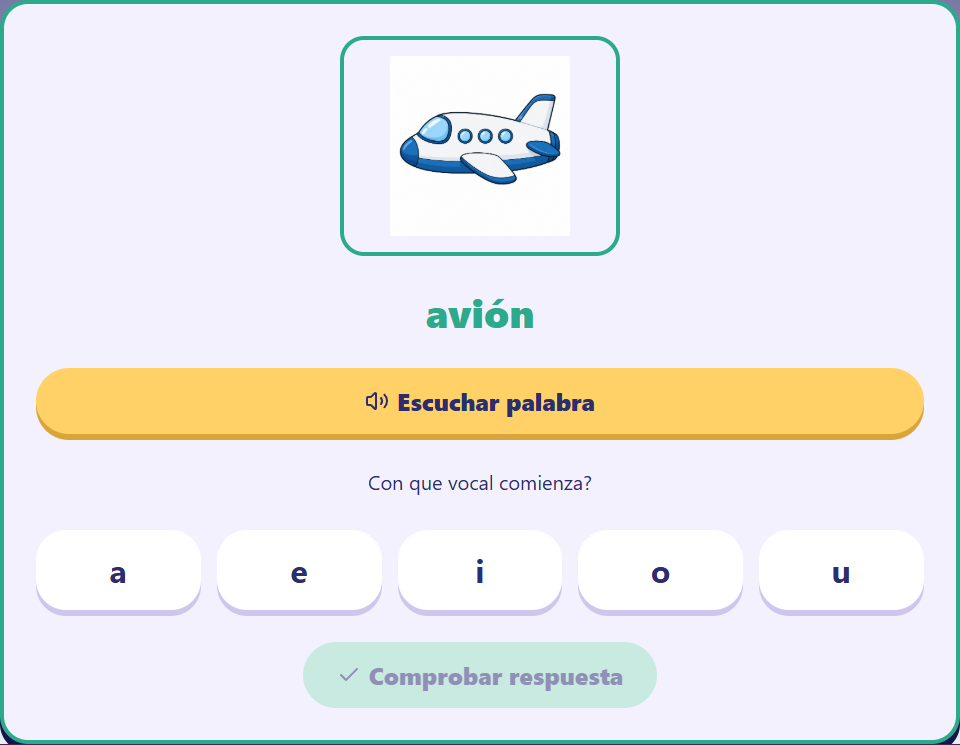 avión
Escuchar palabra
Con que vocal comienza?
a e i o u
Comprobar respuesta